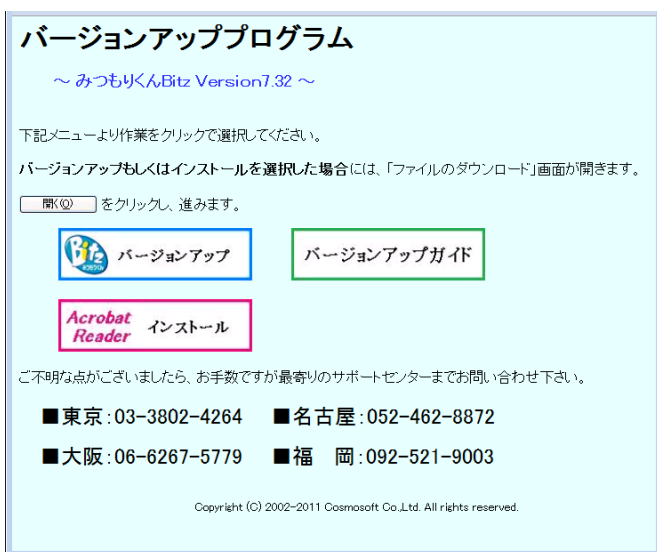 バージョンアッププログラム
～ みつもりくんBitz Version7.32 ～
下記メニューより作業をクリックで選択してください。
バージョンアップもしくはインストールを選択した場合には、「ファイルのダウンロード」画面が開きます。
開く(O) をクリックし、進みます。
Bitz バージョンアップ バージョンアップガイド
Acrobat Reader インストール
ご不明な点がございましたら、お手数ですが最寄りのサポートセンターまでお問い合わせ下さい。
■東京:03-3802-4264 ■名古屋:052-462-8872
■大阪:06-6267-5779 ■福　岡:092-521-9003
Copyright (C) 2002-2011 Cosmosoft Co.,Ltd. All rights reserved.